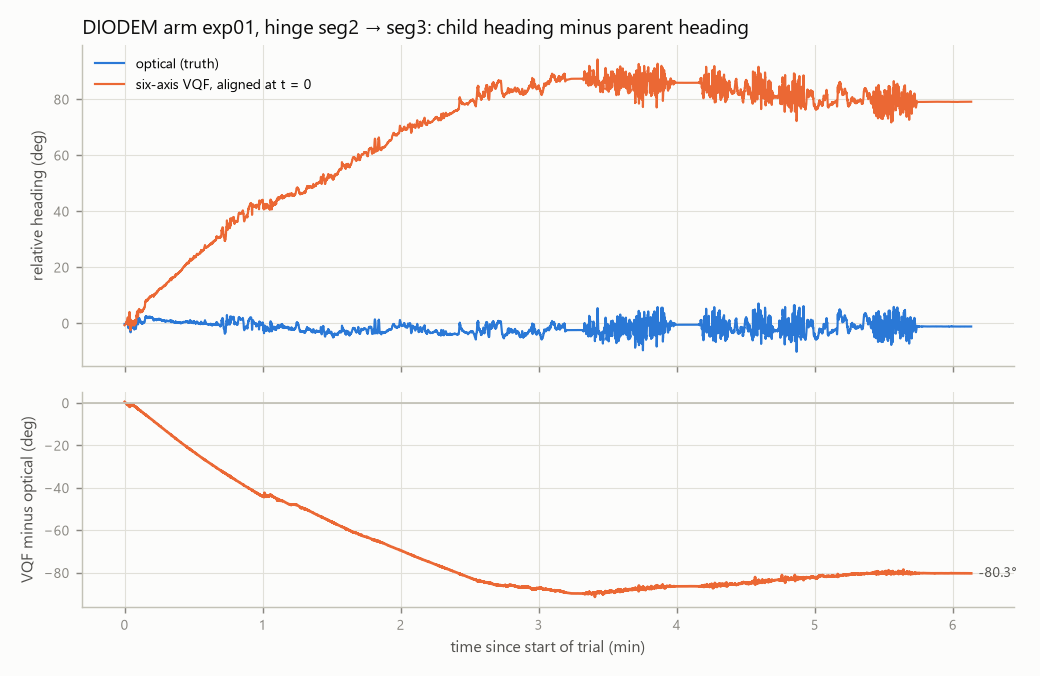 DIODEM arm exp01, hinge seg2 → seg3: child heading minus parent heading
optical (truth)
six-axis VQF, aligned at t = 0
relative heading (deg)
80
60
40
20
0
VQF minus optical (deg)
0
−20
−40
−60
−80
-80.3°
0 1 2 3 4 5 6
time since start of trial (min)